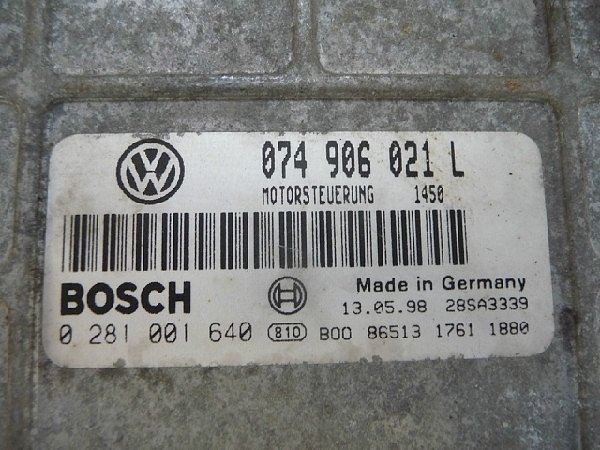 VW
074 906 021 L
MOTORSTEUERUNG 1450
BOSCH
Made in Germany
13.05.98 28SA3339
0 281 001 640 810 B00 86513 1761 1880